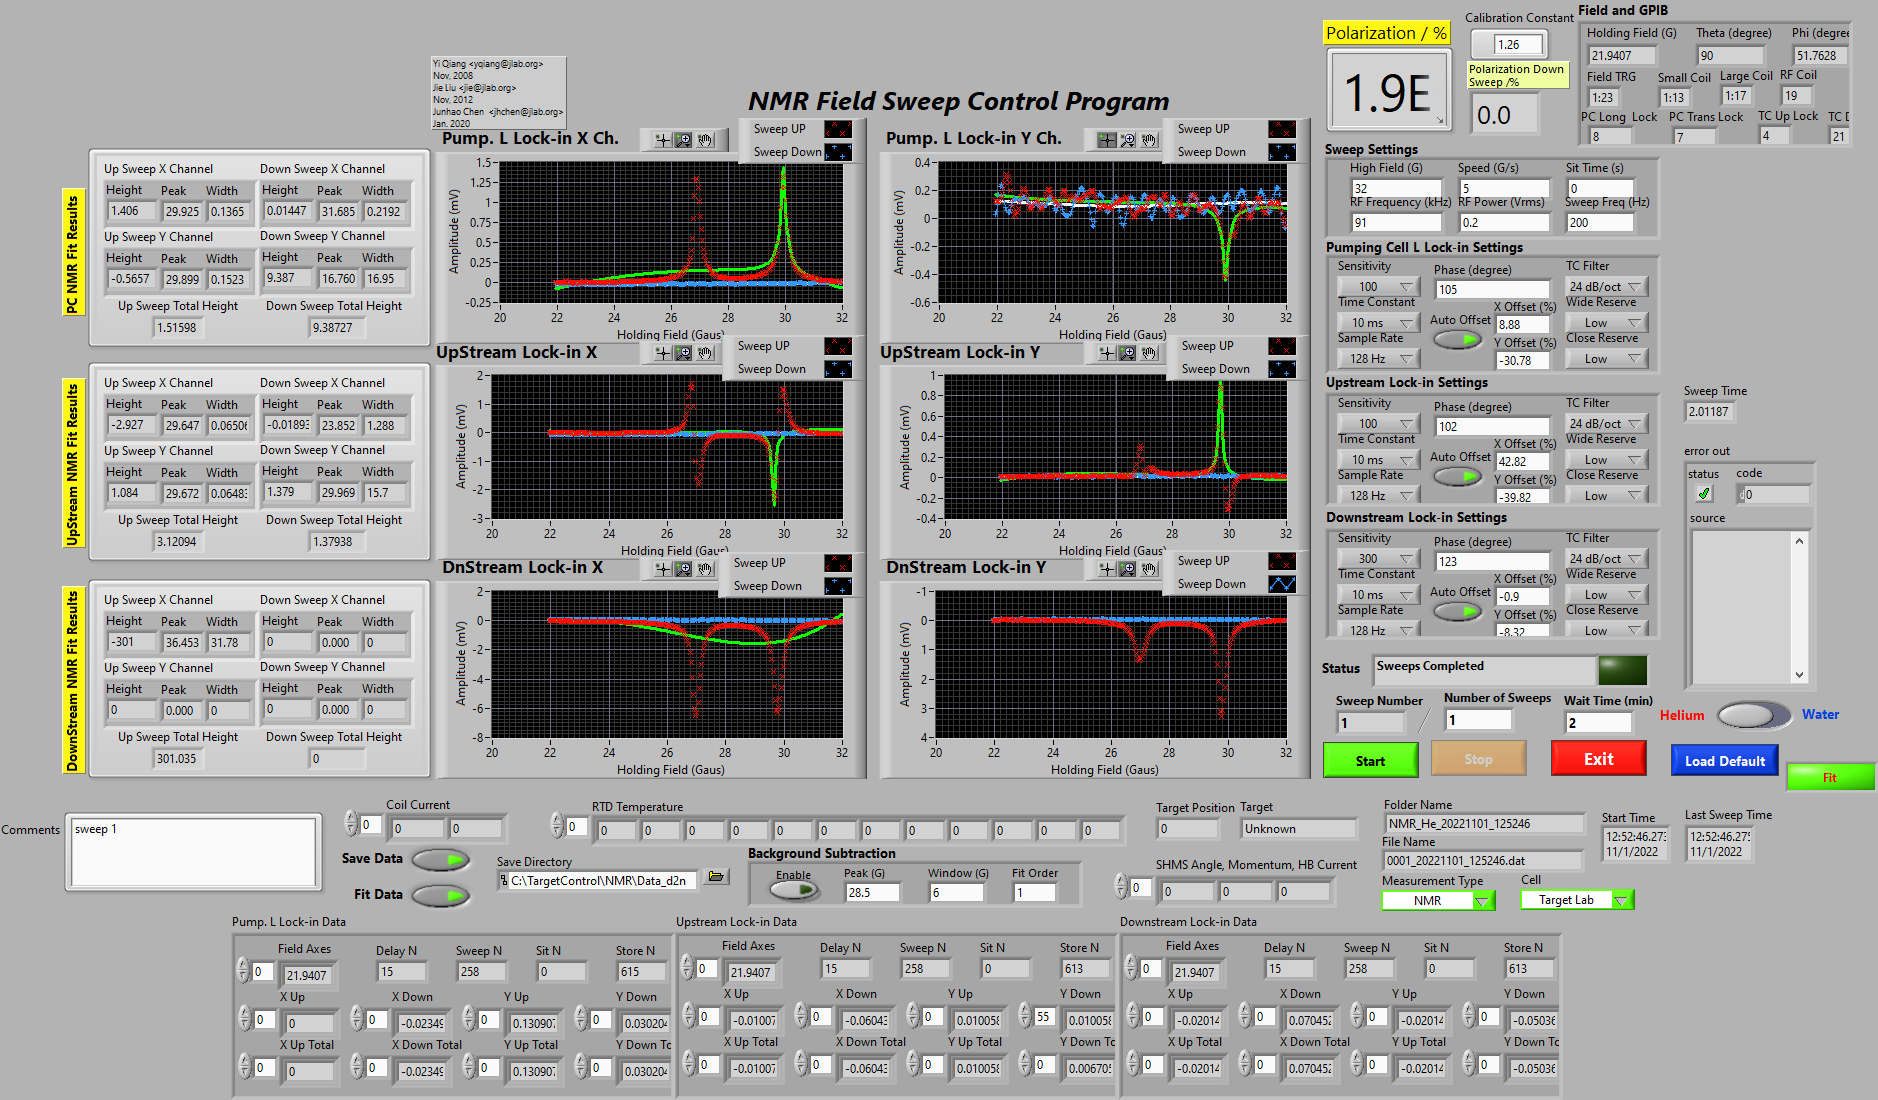 Yi Qiang <yqiang@jlab.org>
Nov, 2008
Jie Liu <jie@jlab.org>
Nov, 2012
Junhao Chen <jhchen@jlab.org>
Jan. 2020
NMR Field Sweep Control Program
Polarization / %
1.9E
Calibration Constant
1.26
Polarization Down
Sweep /%
0.0
Field and GPIB
Holding Field (G) Theta (degree) Phi (degree
21.9407 90 51.7628
Field TRG Small Coil Large Coil RF Coil
1:23 1:13 1:17 19
PC Long Lock PC Trans Lock TC Up Lock TC D
8 7 4 21
PC NMR Fit Results
Up Sweep X Channel Down Sweep X Channel
Height Peak Width Height Peak Width
1.406 29.925 0.1365 0.01447 31.685 0.2192
Up Sweep Y Channel Down Sweep Y Channel
Height Peak Width Height Peak Width
-0.5657 29.899 0.1523 9.387 16.760 16.95
Up Sweep Total Height Down Sweep Total Height
1.51598 9.38727
UpStream NMR Fit Results
Up Sweep X Channel Down Sweep X Channel
Height Peak Width Height Peak Width
-2.927 29.647 0.06506 -0.01893 23.852 1.288
Up Sweep Y Channel Down Sweep Y Channel
Height Peak Width Height Peak Width
1.084 29.672 0.06483 1.379 29.969 15.7
Up Sweep Total Height Down Sweep Total Height
3.12094 1.37938
DownStream NMR Fit Results
Up Sweep X Channel Down Sweep X Channel
Height Peak Width Height Peak Width
-301 36.453 31.78 0 0.000 0
Up Sweep Y Channel Down Sweep Y Channel
Height Peak Width Height Peak Width
0 0.000 0 0 0.000 0
Up Sweep Total Height Down Sweep Total Height
301.035 0
Pump. L Lock-in X Ch.
Sweep UP
Sweep Down
Amplitude (mV)
1.5
1.25
1
0.75
0.5
0.25
0
-0.25
20 22 24 26 28 30 32
Holding Field (Gaus)
Pump. L Lock-in Y Ch.
Sweep UP
Sweep Down
Amplitude (mV)
0.4
0.2
0
-0.2
-0.4
-0.6
20 22 24 26 28 30 32
Holding Field (Gaus)
UpStream Lock-in X
Sweep UP
Sweep Down
Amplitude (mV)
2
1
0
-1
-2
-3
20 22 24 26 28 30 32
Holding Field (Gaus)
UpStream Lock-in Y
Sweep UP
Sweep Down
Amplitude (mV)
1
0.8
0.6
0.4
0.2
0
-0.2
-0.4
20 22 24 26 28 30 32
Holding Field (Gaus)
DnStream Lock-in X
Sweep UP
Sweep Down
Amplitude (mV)
2
0
-2
-4
-6
-8
20 22 24 26 28 30 32
Holding Field (Gaus)
DnStream Lock-in Y
Sweep UP
Sweep Down
Amplitude (mV)
-1
0
1
2
3
4
20 22 24 26 28 30 32
Holding Field (Gaus)
Sweep Settings
High Field (G) Speed (G/s) Sit Time (s)
32 5 0
RF Frequency (kHz) RF Power (Vrms) Sweep Freq (Hz)
91 0.2 200
Pumping Cell L Lock-in Settings
Sensitivity Phase (degree) TC Filter
100 105 24 dB/oct
Time Constant X Offset (%) Wide Reserve
10 ms Auto Offset 8.88 Low
Sample Rate Y Offset (%) Close Reserve
128 Hz -30.78 Low
Upstream Lock-in Settings
Sensitivity Phase (degree) TC Filter
100 102 24 dB/oct
Time Constant X Offset (%) Wide Reserve
10 ms Auto Offset 42.82 Low
Sample Rate Y Offset (%) Close Reserve
128 Hz -39.82 Low
Downstream Lock-in Settings
Sensitivity Phase (degree) TC Filter
300 123 24 dB/oct
Time Constant X Offset (%) Wide Reserve
10 ms Auto Offset -0.9 Low
Sample Rate Y Offset (%) Close Reserve
128 Hz -8.32 Low
Sweep Time
2.01187
error out
status code
0
source
Status Sweeps Completed
Sweep Number Number of Sweeps Wait Time (min)
1 / 1 2
Helium Water
Start Stop Exit Load Default Fit
Comments sweep 1
Coil Current
0 0 0
Save Data
Fit Data
RTD Temperature
0 0 0 0 0 0 0 0 0 0 0 0 0
Save Directory
C:\TargetControl\NMR\Data_d2n
Background Subtraction
Enable Peak (G) Window (G) Fit Order
28.5 6 1
Target Position Target
0 Unknown
SHMS Angle, Momentum, HB Current
0 0 0 0
Folder Name
NMR_He_20221101_125246
File Name
0001_20221101_125246.dat
Measurement Type Cell
NMR Target Lab
Start Time Last Sweep Time
12:52:46.273 12:52:46.275
11/1/2022 11/1/2022
Pump. L Lock-in Data
Field Axes Delay N Sweep N Sit N Store N
0 21.9407 15 258 0 615
X Up X Down Y Up Y Down
0 0 0 -0.02349 0 0.130907 0 0.030204
X Up Total X Down Total Y Up Total Y Down To
0 0 0 -0.02349 0 0.130907 0 0.030204
Upstream Lock-in Data
Field Axes Delay N Sweep N Sit N Store N
0 21.9407 15 258 0 613
X Up X Down Y Up Y Down
0 -0.01007 0 -0.06043 0 0.010058 55 0.010058
X Up Total X Down Total Y Up Total Y Down To
0 -0.01007 0 -0.06043 0 0.010058 0 0.006705
Downstream Lock-in Data
Field Axes Delay N Sweep N Sit N Store N
0 21.9407 15 258 0 613
X Up X Down Y Up Y Down
0 -0.02014 0 0.070452 0 -0.02014 0 -0.05036
X Up Total X Down Total Y Up Total Y Down To
0 -0.02014 0 0.070452 0 -0.02014 0 -0.05036